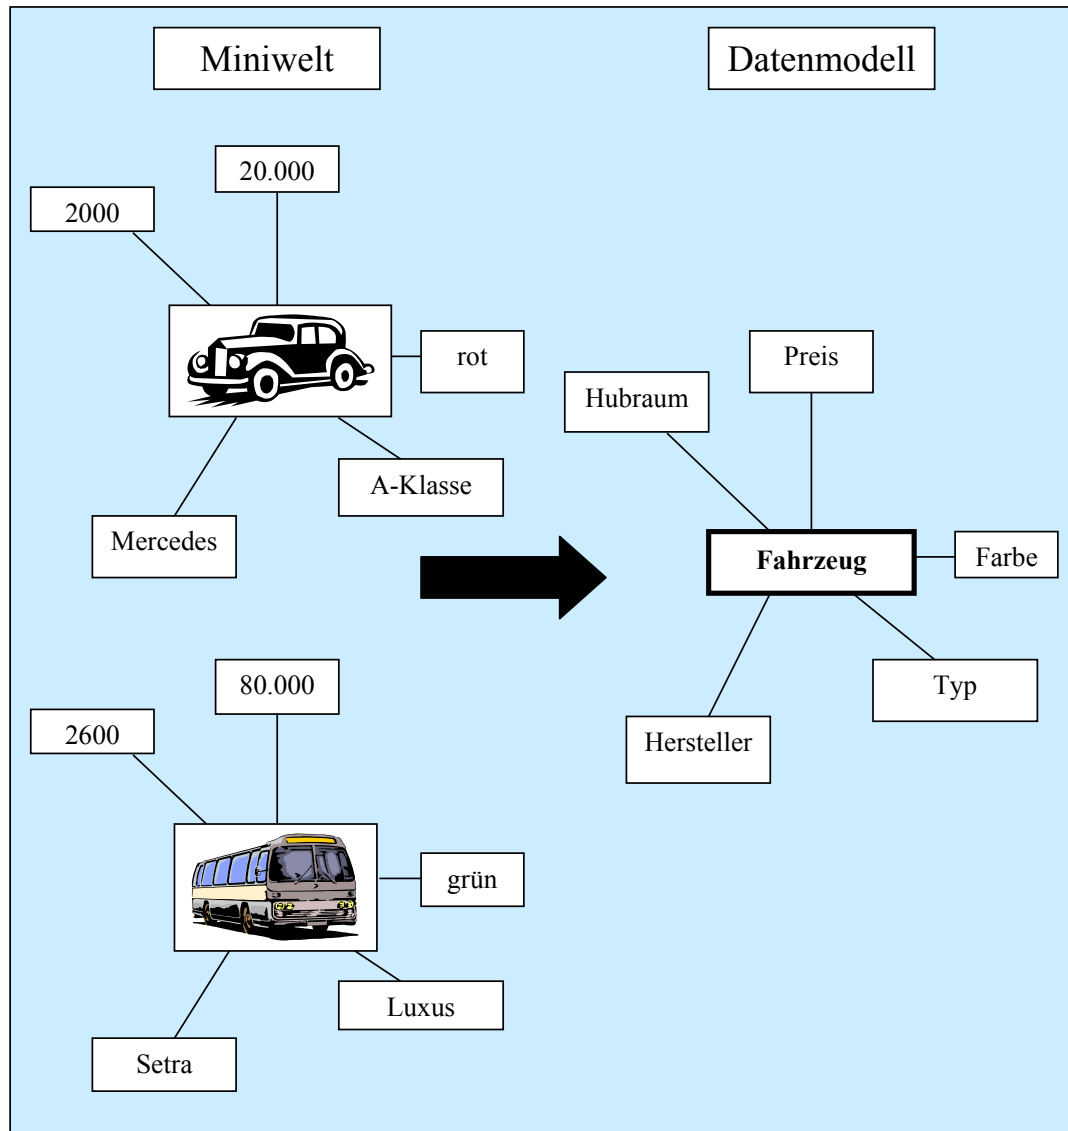 Miniwelt
Datenmodell
20.000
2000
rot
A-Klasse
Mercedes
Preis
Hubraum
Fahrzeug
Farbe
Typ
Hersteller
80.000
2600
grün
Luxus
Setra